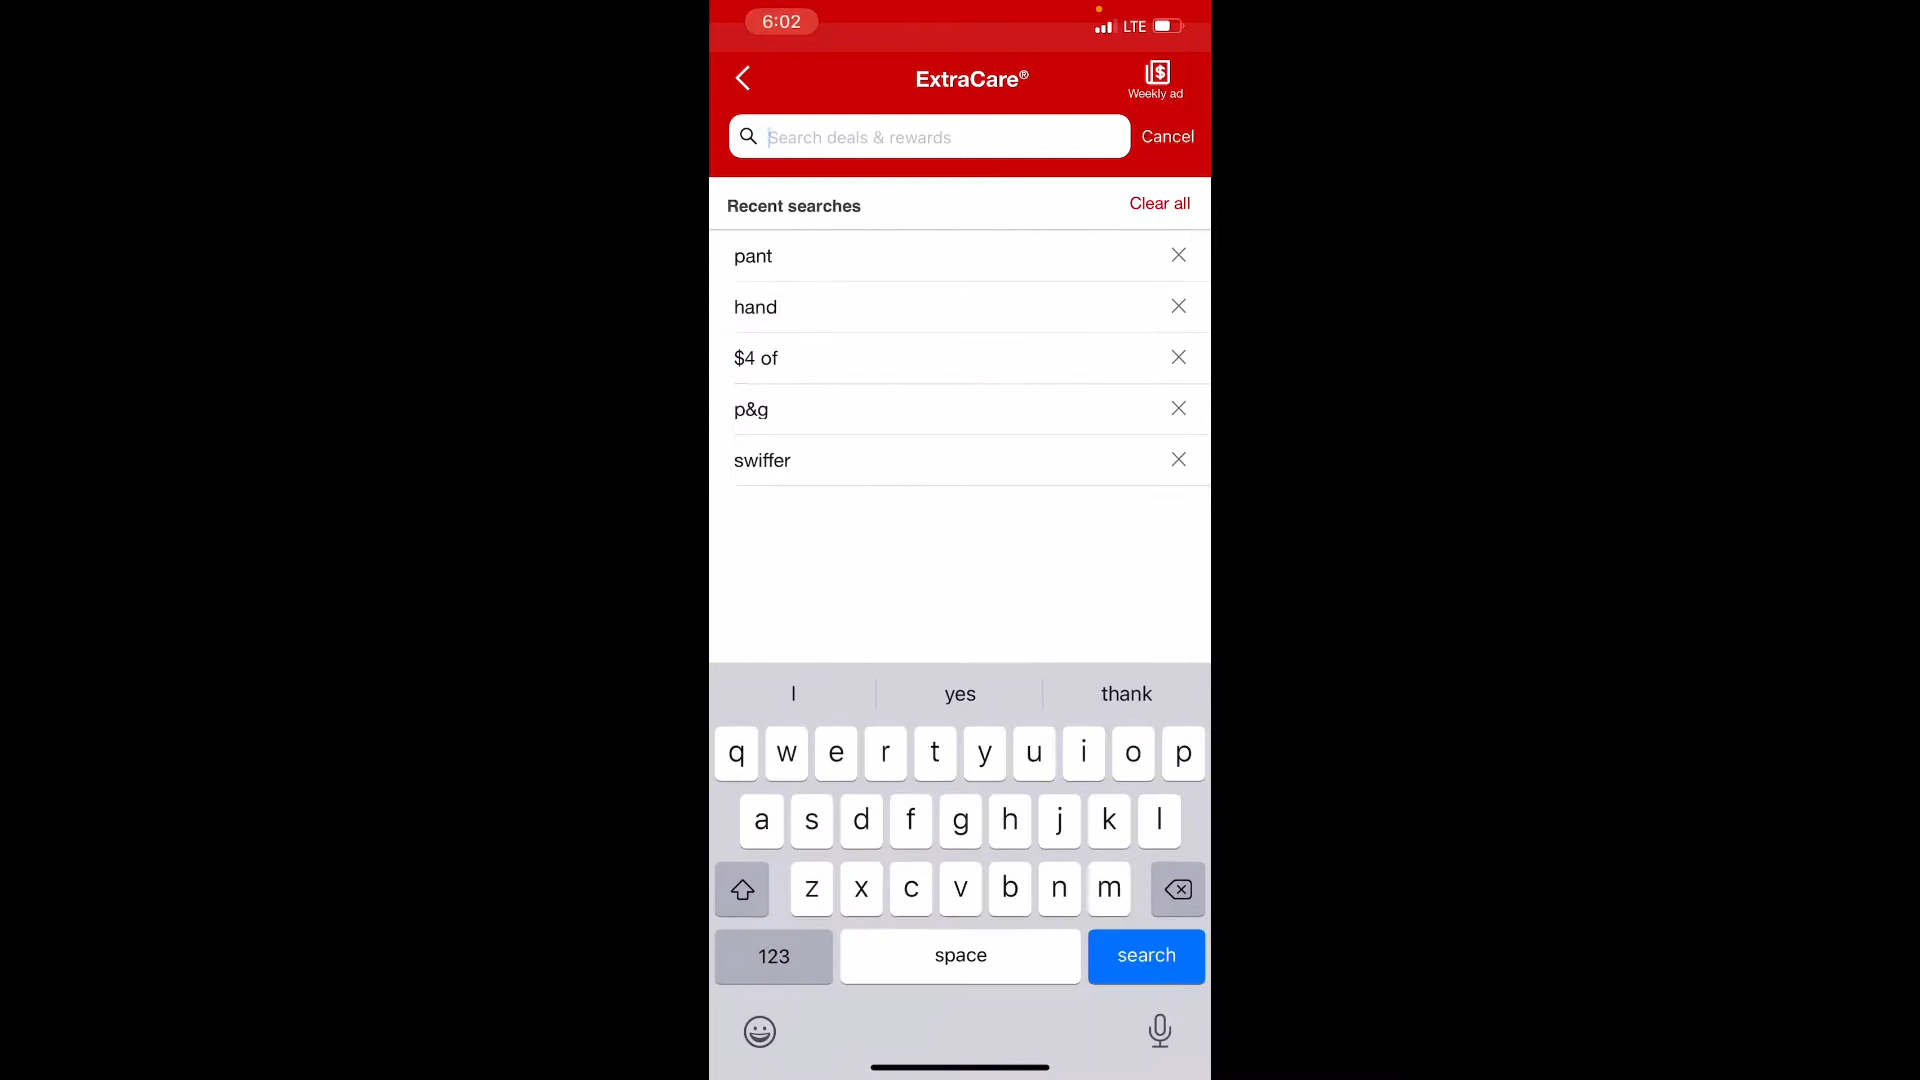 6:02
LTE
ExtraCare®
Weekly ad
Search deals & rewards
Cancel
Recent searches
Clear all
pant
hand
$4 of
p&g
swiffer
I
yes
thank
q w e r t y u i o p
a s d f g h j k l
z x c v b n m
123
space
search